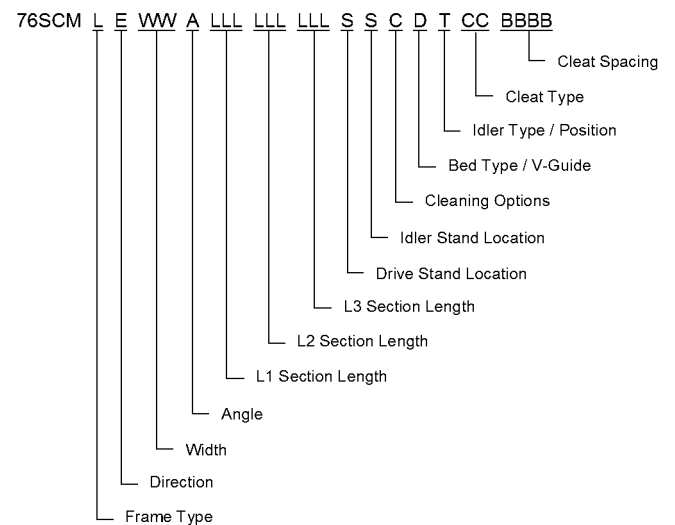 76SCM L E WW A LLL LLL LLL S S C D T CC BBBB
Cleat Spacing
Cleat Type
Idler Type / Position
Bed Type / V-Guide
Cleaning Options
Idler Stand Location
Drive Stand Location
L3 Section Length
L2 Section Length
L1 Section Length
Angle
Width
Direction
Frame Type